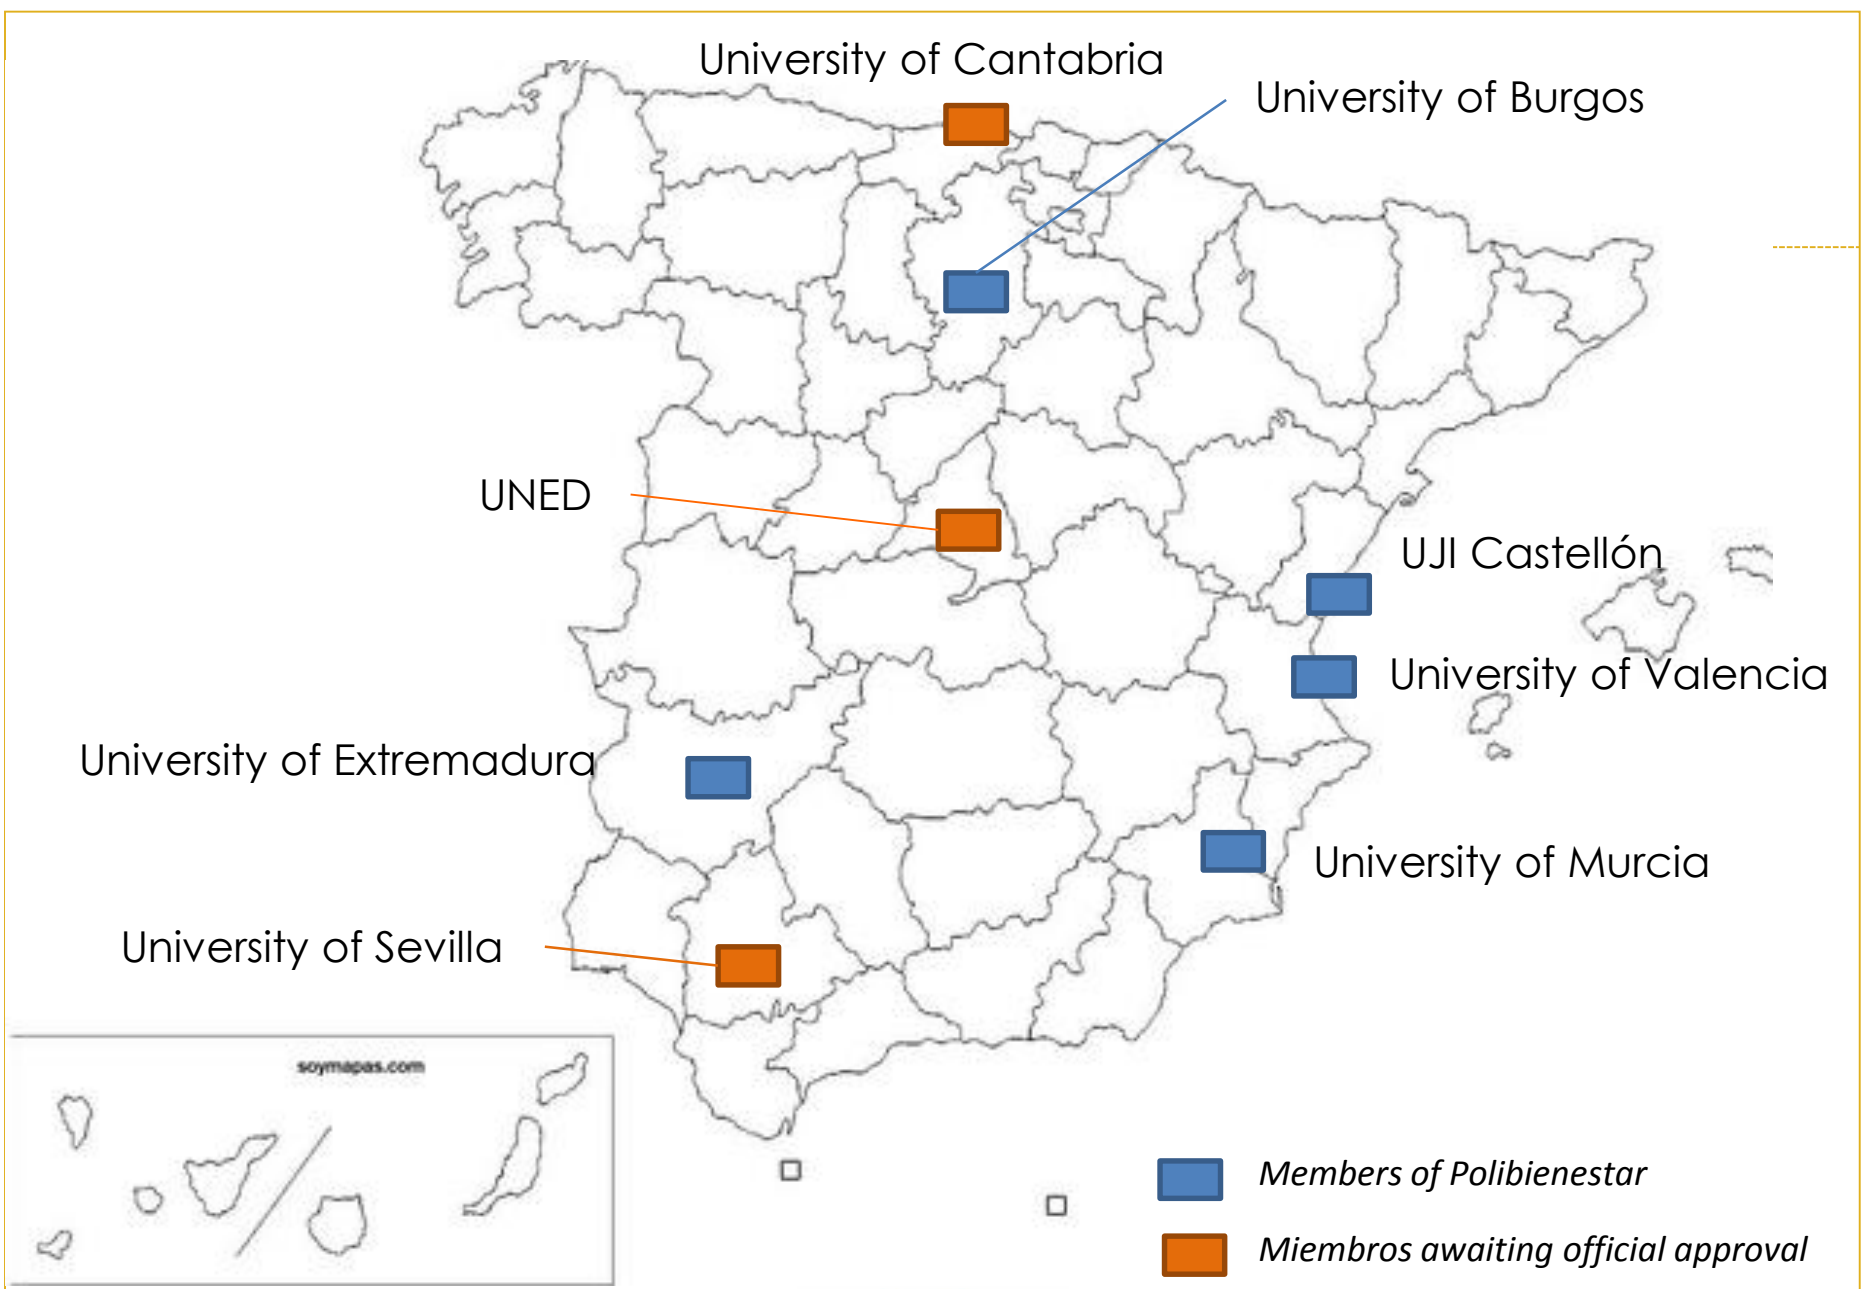 University of Cantabria
University of Burgos
UNED
UJI Castellón
University of Valencia
University of Extremadura
University of Murcia
University of Sevilla
soymapas.com
Members of Polibienestar
Miembros awaiting official approval